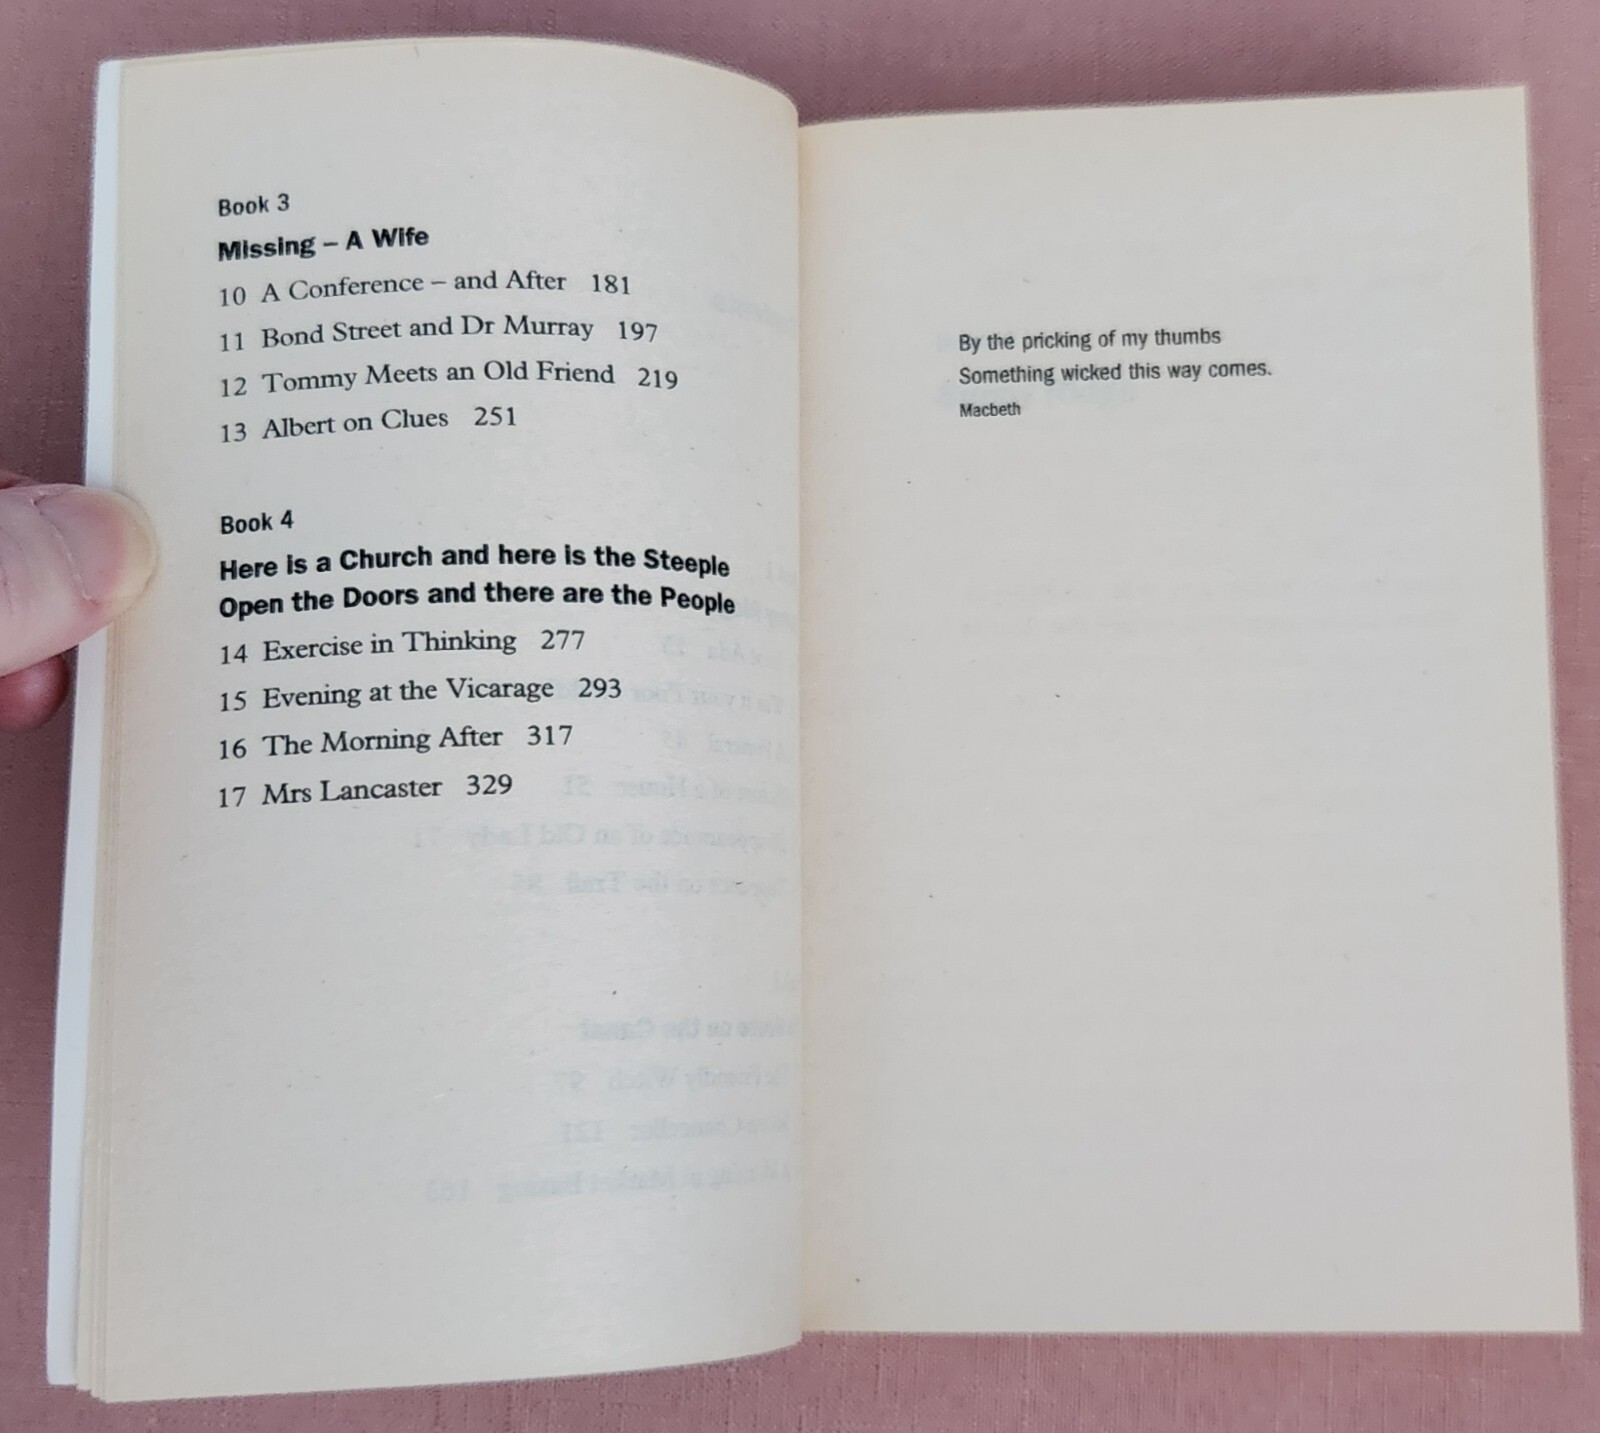 Book 3
Missing – A Wife
10 A Conference – and After 181
11 Bond Street and Dr Murray 197
12 Tommy Meets an Old Friend 219
13 Albert on Clues 251
Book 4
Here is a Church and here is the Steeple
Open the Doors and there are the People
14 Exercise in Thinking 277
15 Evening at the Vicarage 293
16 The Morning After 317
17 Mrs Lancaster 329
By the pricking of my thumbs
Something wicked this way comes.
Macbeth